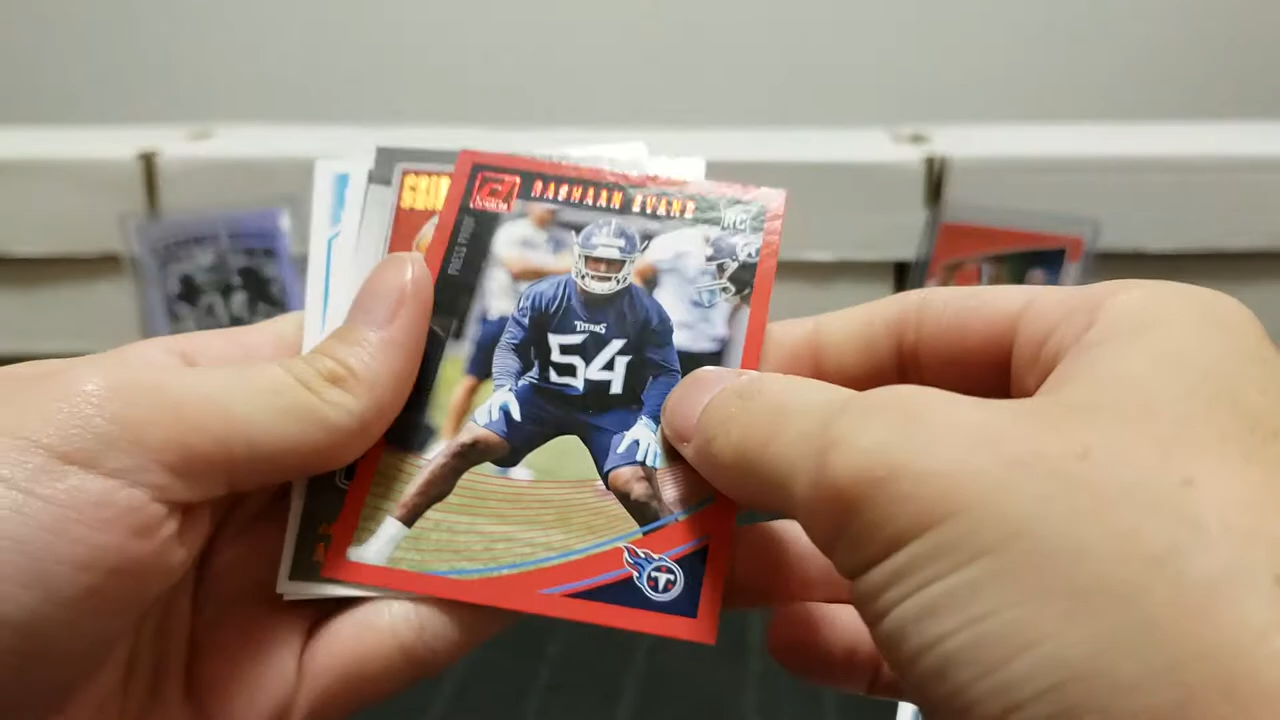 RASHAAN EVANS
RC
PRESS PROOF
GRID
TITANS
54
T